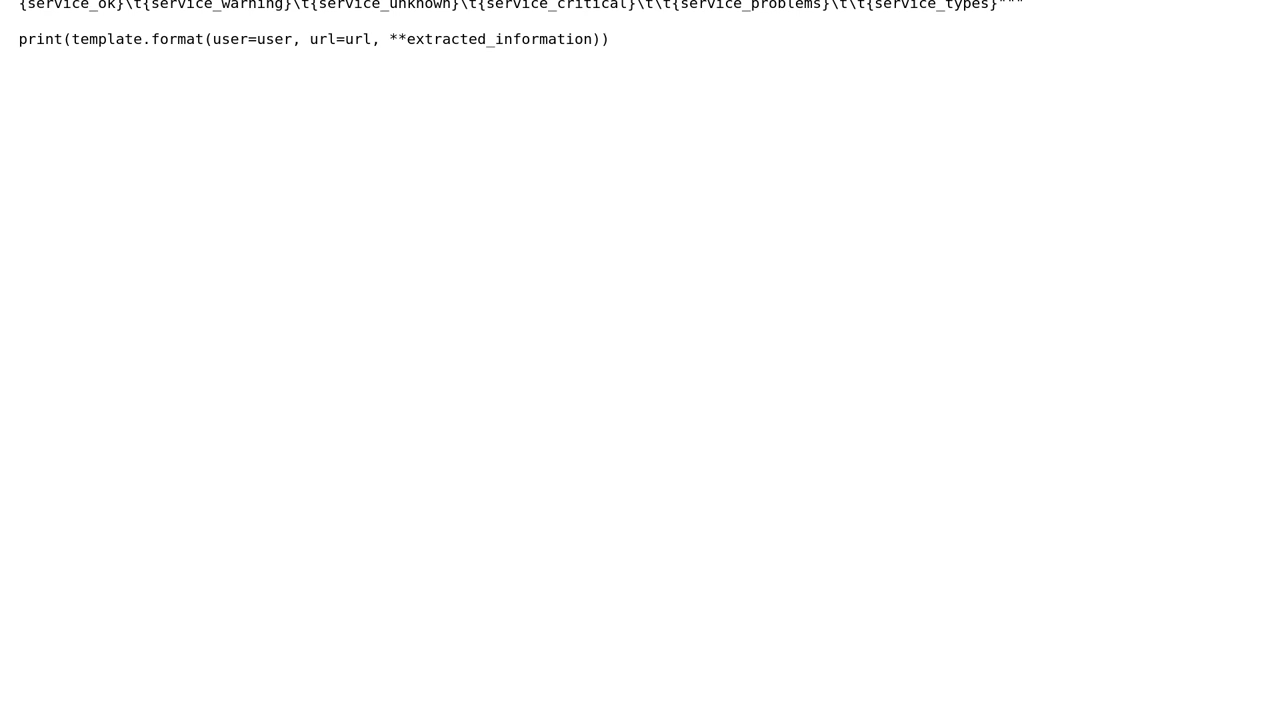 {service_ok}\t{service_warning}\t{service_unknown}\t{service_critical}\t\t{service_problems}\t\t{service_types}"""
print(template.format(user=user, url=url, **extracted_information))